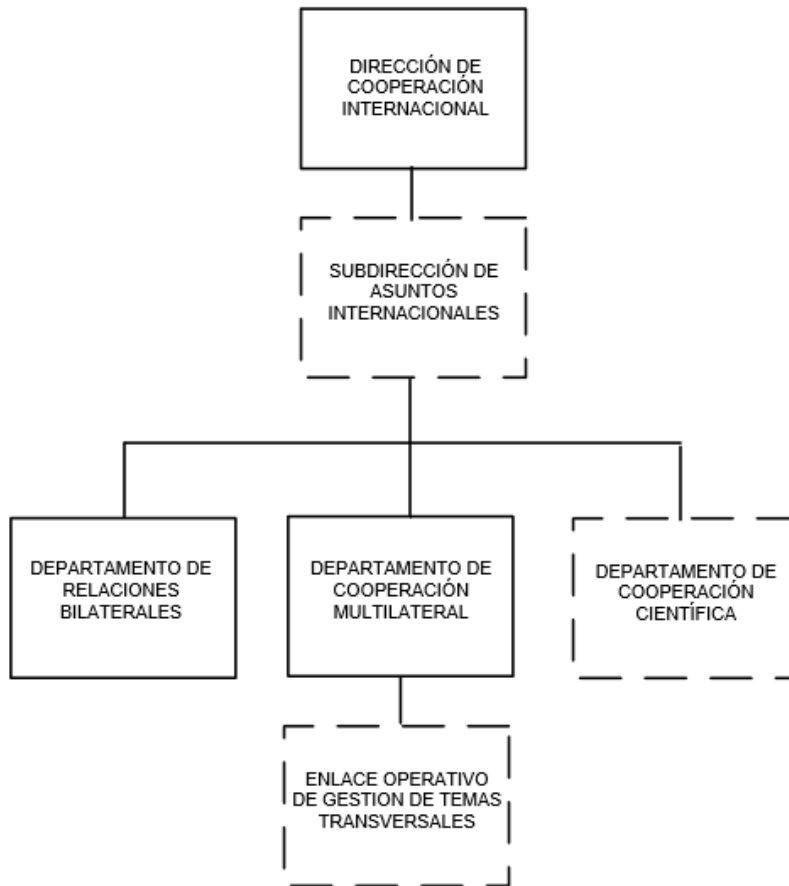 DIRECCIÓN DE
COOPERACIÓN
INTERNACIONAL
SUBDIRECCIÓN DE
ASUNTOS
INTERNACIONALES
DEPARTAMENTO DE
RELACIONES
BILATERALES
DEPARTAMENTO DE
COOPERACIÓN
MULTILATERAL
DEPARTAMENTO DE
COOPERACIÓN
CIENTÍFICA
ENLACE OPERATIVO
DE GESTION DE TEMAS
TRANSVERSALES